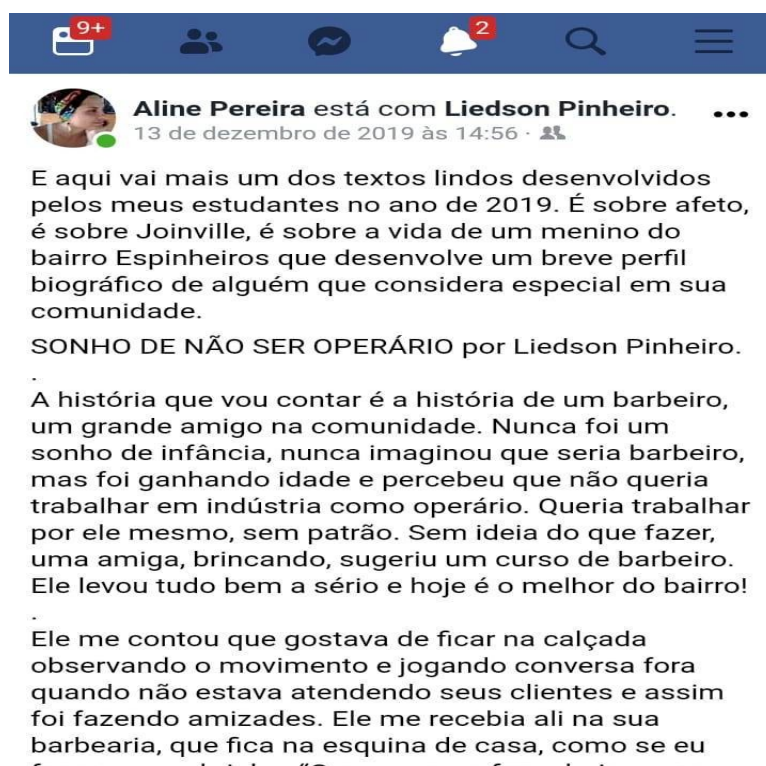 9+
2
Aline Pereira está com Liedson Pinheiro.
13 de dezembro de 2019 às 14:56 ·
E aqui vai mais um dos textos lindos desenvolvidos
pelos meus estudantes no ano de 2019. É sobre afeto,
é sobre Joinville, é sobre a vida de um menino do
bairro Espinheiros que desenvolve um breve perfil
biográfico de alguém que considera especial em sua
comunidade.
SONHO DE NÃO SER OPERÁRIO por Liedson Pinheiro.
.
A história que vou contar é a história de um barbeiro,
um grande amigo na comunidade. Nunca foi um
sonho de infância, nunca imaginou que seria barbeiro,
mas foi ganhando idade e percebeu que não queria
trabalhar em indústria como operário. Queria trabalhar
por ele mesmo, sem patrão. Sem ideia do que fazer,
uma amiga, brincando, sugeriu um curso de barbeiro.
Ele levou tudo bem a sério e hoje é o melhor do bairro!
.
Ele me contou que gostava de ficar na calçada
observando o movimento e jogando conversa fora
quando não estava atendendo seus clientes e assim
foi fazendo amizades. Ele me recebia ali na sua
barbearia, que fica na esquina de casa, como se eu